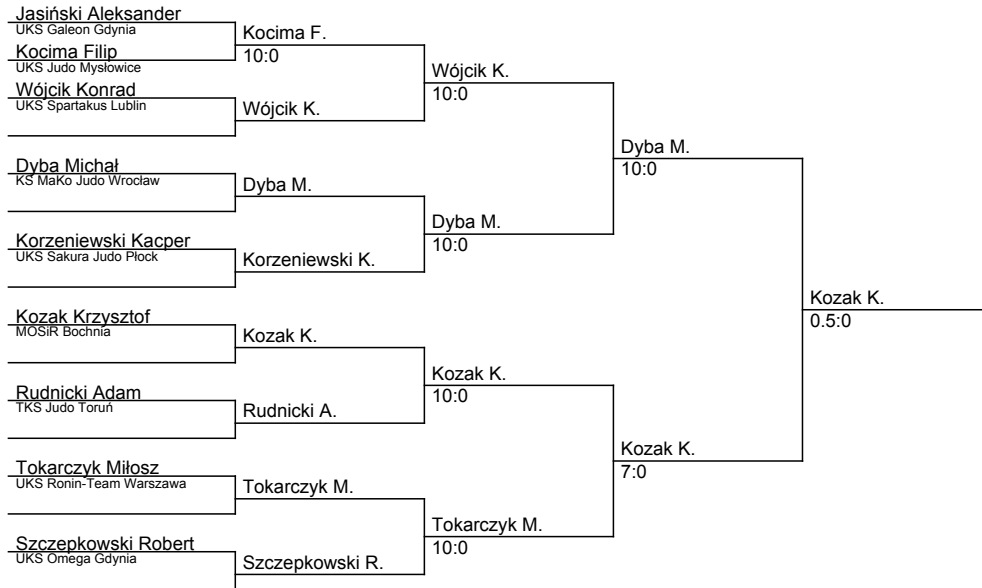 Jasiński Aleksander
UKS Galeon Gdynia
Kocima Filip
UKS Judo Mysłowice
Wójcik Konrad
UKS Spartakus Lublin
Dyba Michał
KS MaKo Judo Wrocław
Korzeniewski Kacper
UKS Sakura Judo Płock
Kozak Krzysztof
MOSiR Bochnia
Rudnicki Adam
TKS Judo Toruń
Tokarczyk Miłosz
UKS Ronin-Team Warszawa
Szczepkowski Robert
UKS Omega Gdynia
Kocima F.
10:0
Wójcik K.
Dyba M.
Korzeniewski K.
Kozak K.
Rudnicki A.
Tokarczyk M.
Szczepkowski R.
Wójcik K.
10:0
Dyba M.
10:0
Kozak K.
10:0
Tokarczyk M.
10:0
Dyba M.
10:0
Kozak K.
7:0
Kozak K.
0.5:0